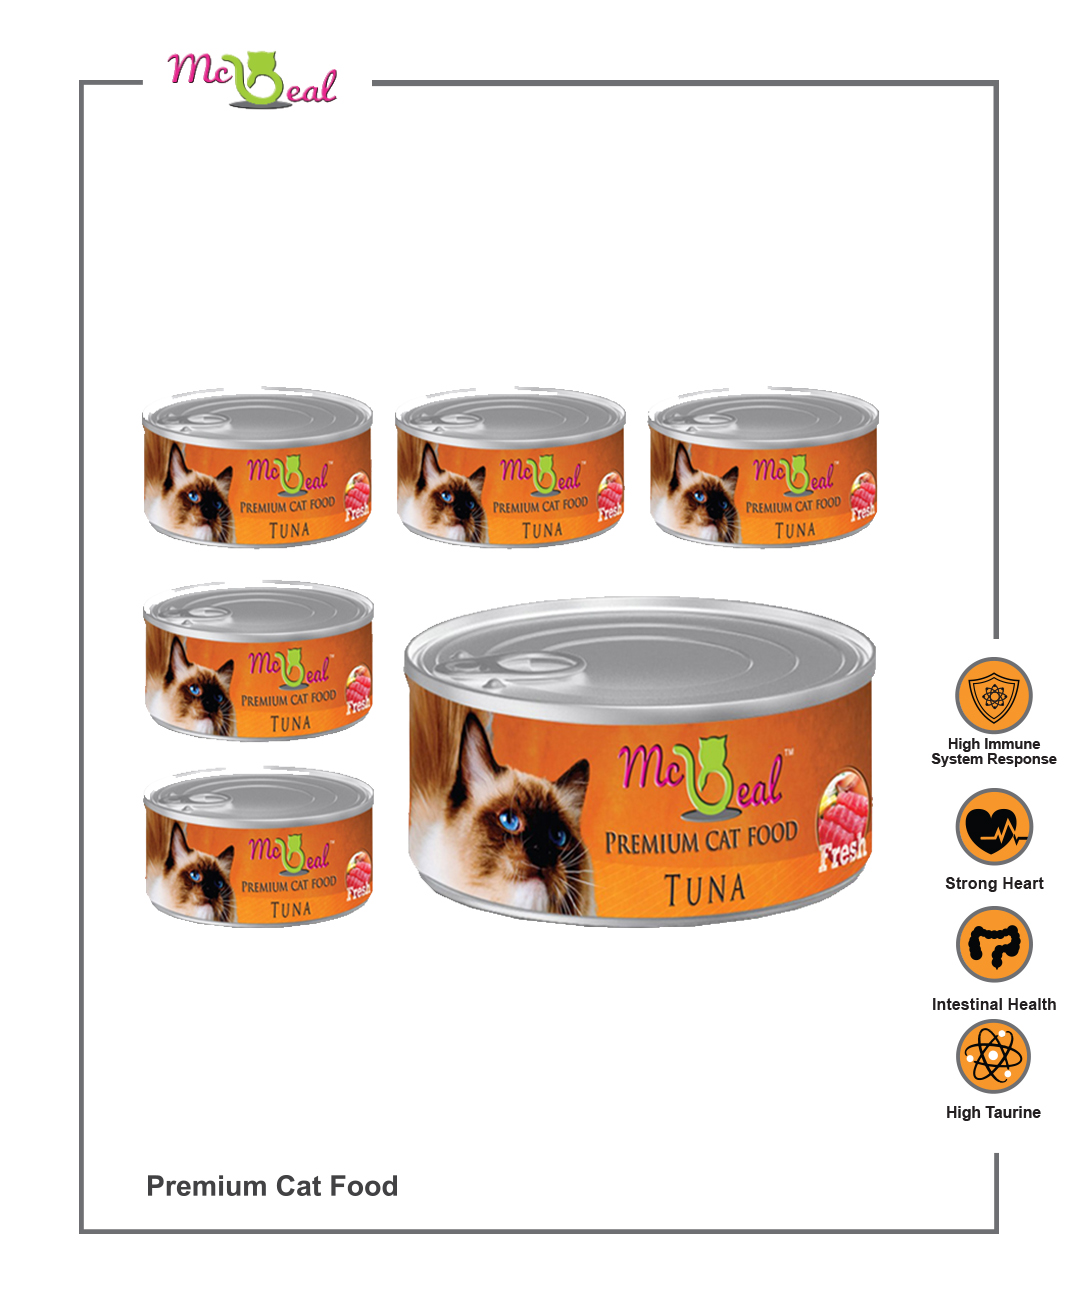 McBeal
McBeal
PREMIUM CAT FOOD
TUNA
Fresh
McBeal
PREMIUM CAT FOOD
TUNA
Fresh
McBeal
PREMIUM CAT FOOD
TUNA
Fresh
McBeal
PREMIUM CAT FOOD
TUNA
Fresh
McBeal™
PREMIUM CAT FOOD
TUNA
Fresh
McBeal
PREMIUM CAT FOOD
TUNA
Fresh
High Immune
System Response
Strong Heart
Intestinal Health
High Taurine
Premium Cat Food